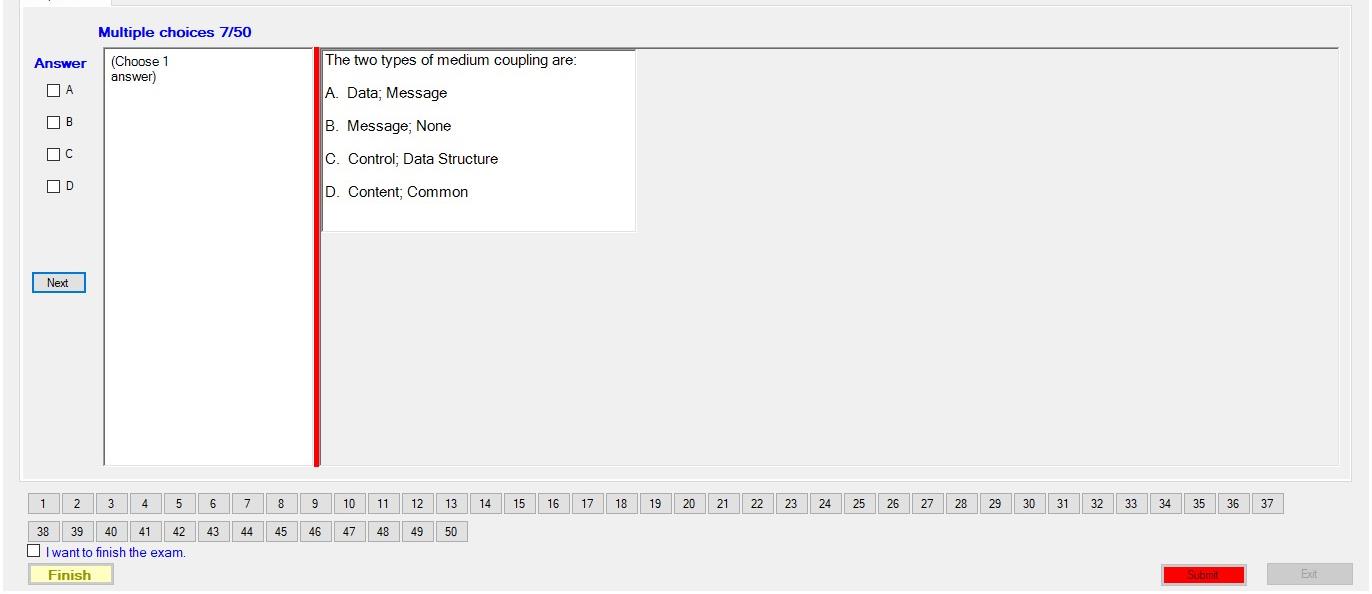 Multiple choices 7/50
Answer
(Choose 1
answer)
A
B
C
D
Next
The two types of medium coupling are:
A. Data; Message
B. Message; None
C. Control; Data Structure
D. Content; Common
1 2 3 4 5 6 7 8 9 10 11 12 13 14 15 16 17 18 19 20 21 22 23 24 25 26 27 28 29 30 31 32 33 34 35 36 37
38 39 40 41 42 43 44 45 46 47 48 49 50
I want to finish the exam.
Finish
Submit
Exit